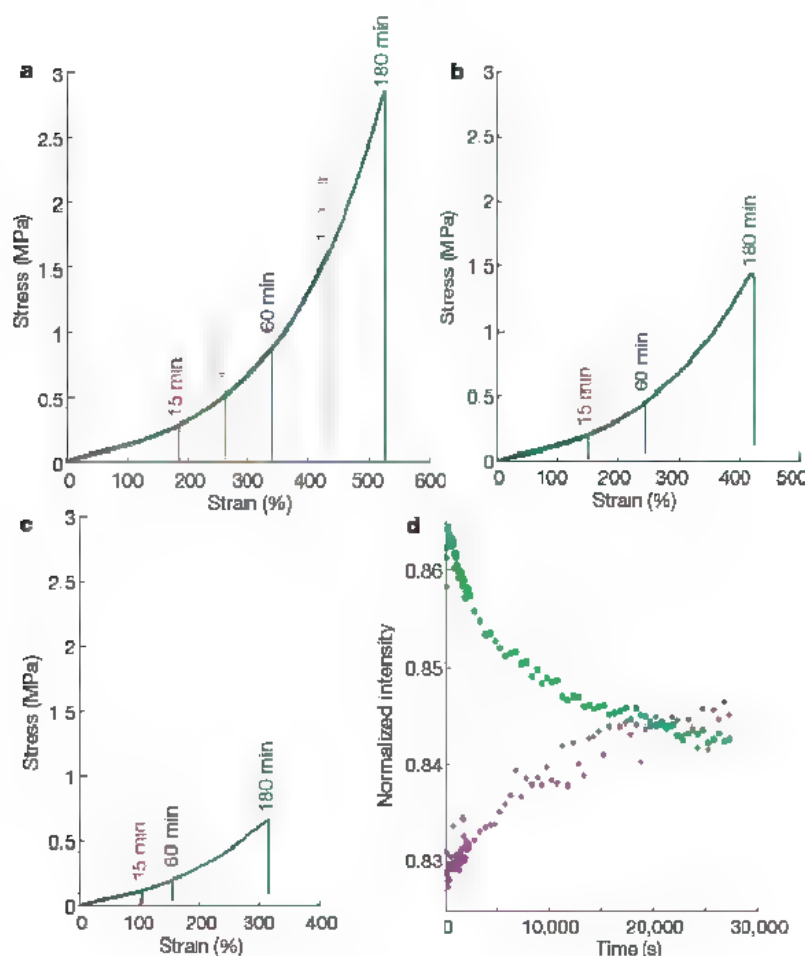 a
3
2.5
2
1.5
1
0.5
0
Stress (MPa)
0 100 200 300 400 500 600
Strain (%)
15 min
60 min
180 min
b
3
2.5
2
1.5
1
0.5
0
Stress (MPa)
0 100 200 300 400 500
Strain (%)
15 min
60 min
180 min
c
3
2.5
2
1.5
1
0.5
0
Stress (MPa)
0 100 200 300 400
Strain (%)
15 min
60 min
180 min
d
0.86
0.85
0.84
0.83
Normalized intensity
0 10,000 20,000 30,000
Time (s)